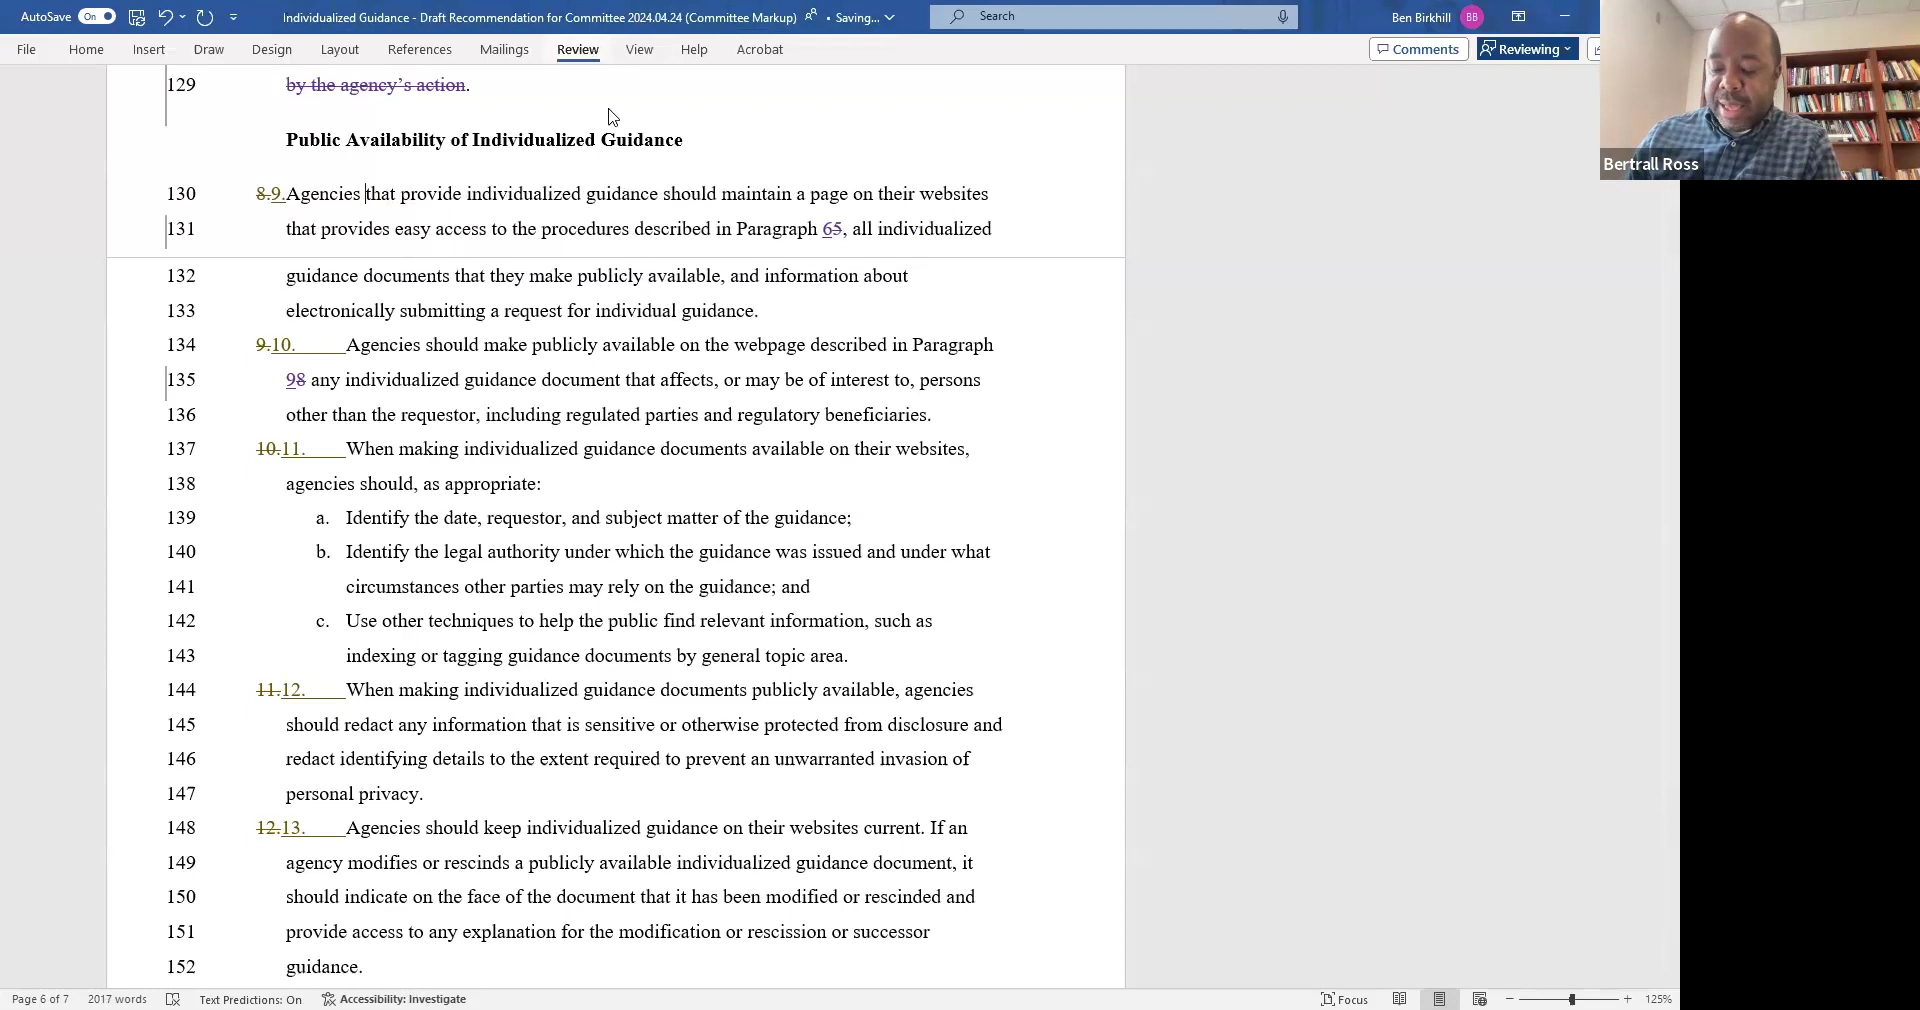 AutoSave On Individualized Guidance - Draft Recommendation for Committee 2024.04.24 (Committee Markup) • Saving... Search Ben Birkhill BB
File Home Insert Draw Design Layout References Mailings Review View Help Acrobat Comments Reviewing
129 by the agency’s action.
Public Availability of Individualized Guidance
130 8.9.Agencies that provide individualized guidance should maintain a page on their websites
131 that provides easy access to the procedures described in Paragraph 65, all individualized
132 guidance documents that they make publicly available, and information about
133 electronically submitting a request for individual guidance.
134 9.10. Agencies should make publicly available on the webpage described in Paragraph
135 98 any individualized guidance document that affects, or may be of interest to, persons
136 other than the requestor, including regulated parties and regulatory beneficiaries.
137 10.11. When making individualized guidance documents available on their websites,
138 agencies should, as appropriate:
139 a. Identify the date, requestor, and subject matter of the guidance;
140 b. Identify the legal authority under which the guidance was issued and under what
141 circumstances other parties may rely on the guidance; and
142 c. Use other techniques to help the public find relevant information, such as
143 indexing or tagging guidance documents by general topic area.
144 11.12. When making individualized guidance documents publicly available, agencies
145 should redact any information that is sensitive or otherwise protected from disclosure and
146 redact identifying details to the extent required to prevent an unwarranted invasion of
147 personal privacy.
148 12.13. Agencies should keep individualized guidance on their websites current. If an
149 agency modifies or rescinds a publicly available individualized guidance document, it
150 should indicate on the face of the document that it has been modified or rescinded and
151 provide access to any explanation for the modification or rescission or successor
152 guidance.
Page 6 of 7 2017 words Text Predictions: On Accessibility: Investigate Focus 125%
Bertrall Ross